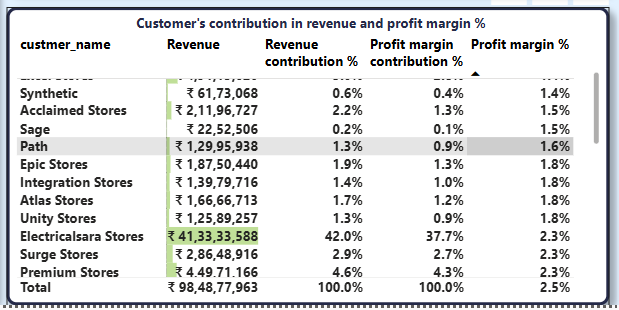 Customer's contribution in revenue and profit margin %
custmer_name Revenue Revenue contribution % Profit margin contribution % Profit margin %
Synthetic ₹ 61,73,068 0.6% 0.4% 1.4%
Acclaimed Stores ₹ 2,11,96,727 2.2% 1.3% 1.5%
Sage ₹ 22,52,506 0.2% 0.1% 1.5%
Path ₹ 1,29,95,938 1.3% 0.9% 1.6%
Epic Stores ₹ 1,87,50,440 1.9% 1.3% 1.8%
Integration Stores ₹ 1,39,79,716 1.4% 1.0% 1.8%
Atlas Stores ₹ 1,66,66,713 1.7% 1.2% 1.8%
Unity Stores ₹ 1,25,89,257 1.3% 0.9% 1.8%
Electricalsara Stores ₹ 41,33,33,588 42.0% 37.7% 2.3%
Surge Stores ₹ 2,86,48,916 2.9% 2.7% 2.3%
Premium Stores ₹ 4,49,71,166 4.6% 4.3% 2.3%
Total ₹ 98,48,77,963 100.0% 100.0% 2.5%